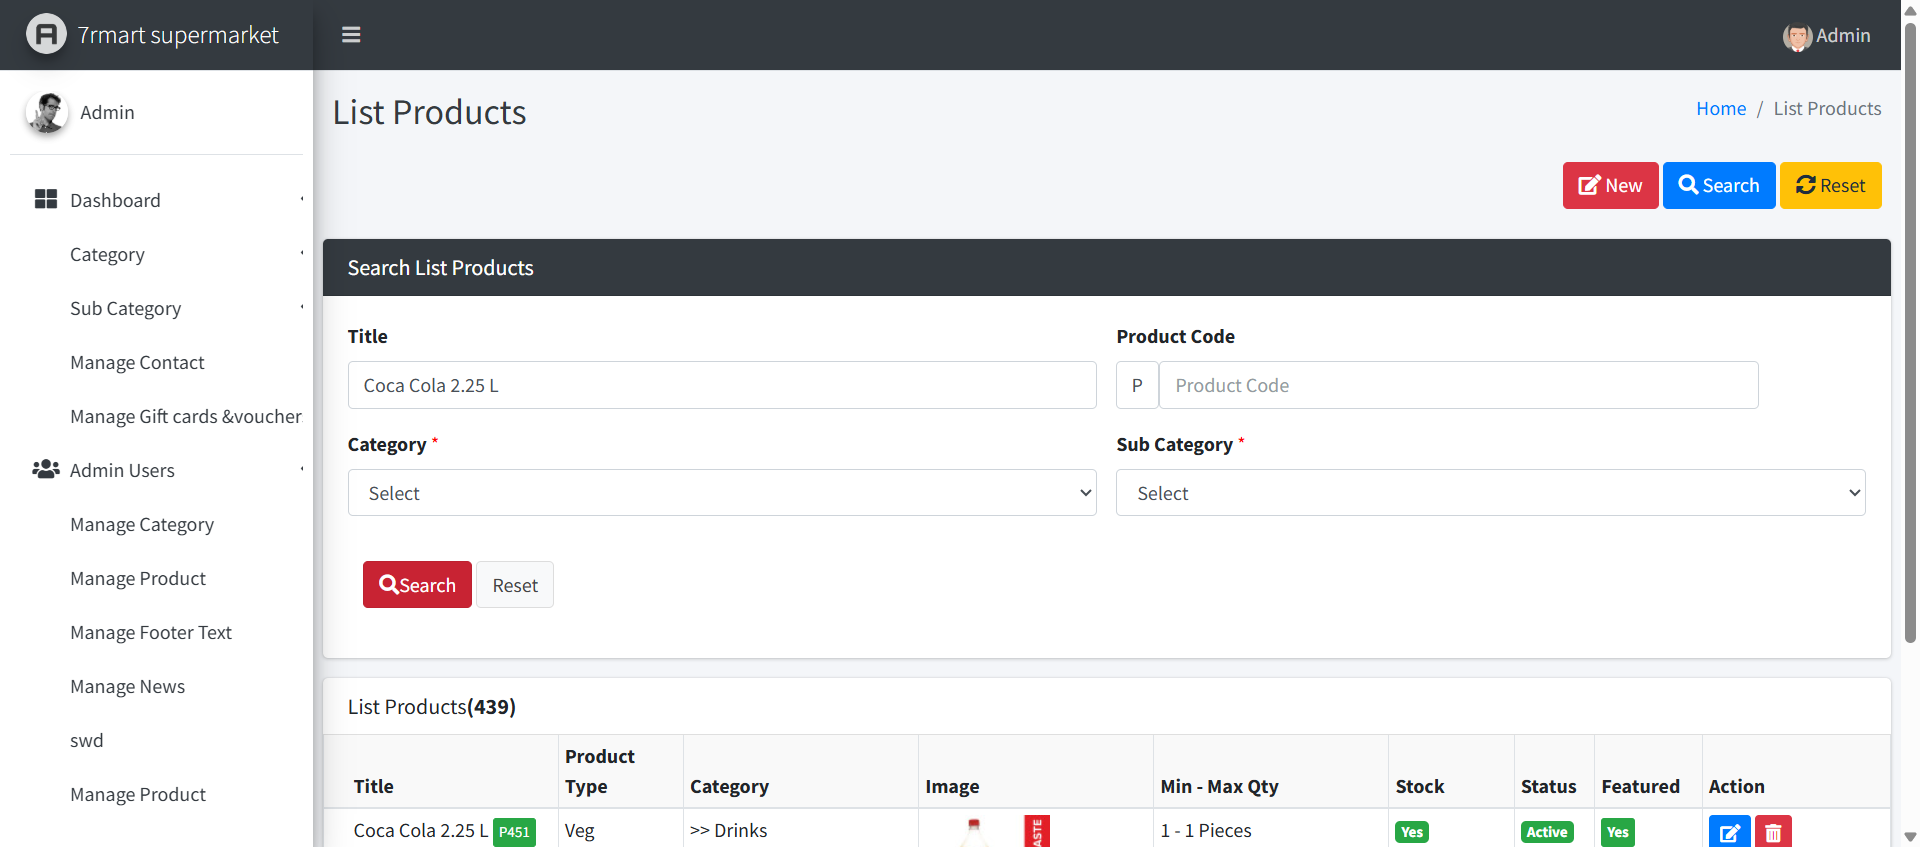 7rmart supermarket
Admin
Admin
List Products
Home / List Products
New
Search
Reset
Dashboard
Category
Sub Category
Manage Contact
Manage Gift cards &voucher
Admin Users
Manage Category
Manage Product
Manage Footer Text
Manage News
swd
Manage Product
Search List Products
Title
Product Code
Coca Cola 2.25 L
P
Product Code
Category *
Sub Category *
Select
Select
Search
Reset
List Products(439)
Title
Product Type
Category
Image
Min - Max Qty
Stock
Status
Featured
Action
Coca Cola 2.25 L P451
Veg
>> Drinks
ASTE
1 - 1 Pieces
Yes
Active
Yes